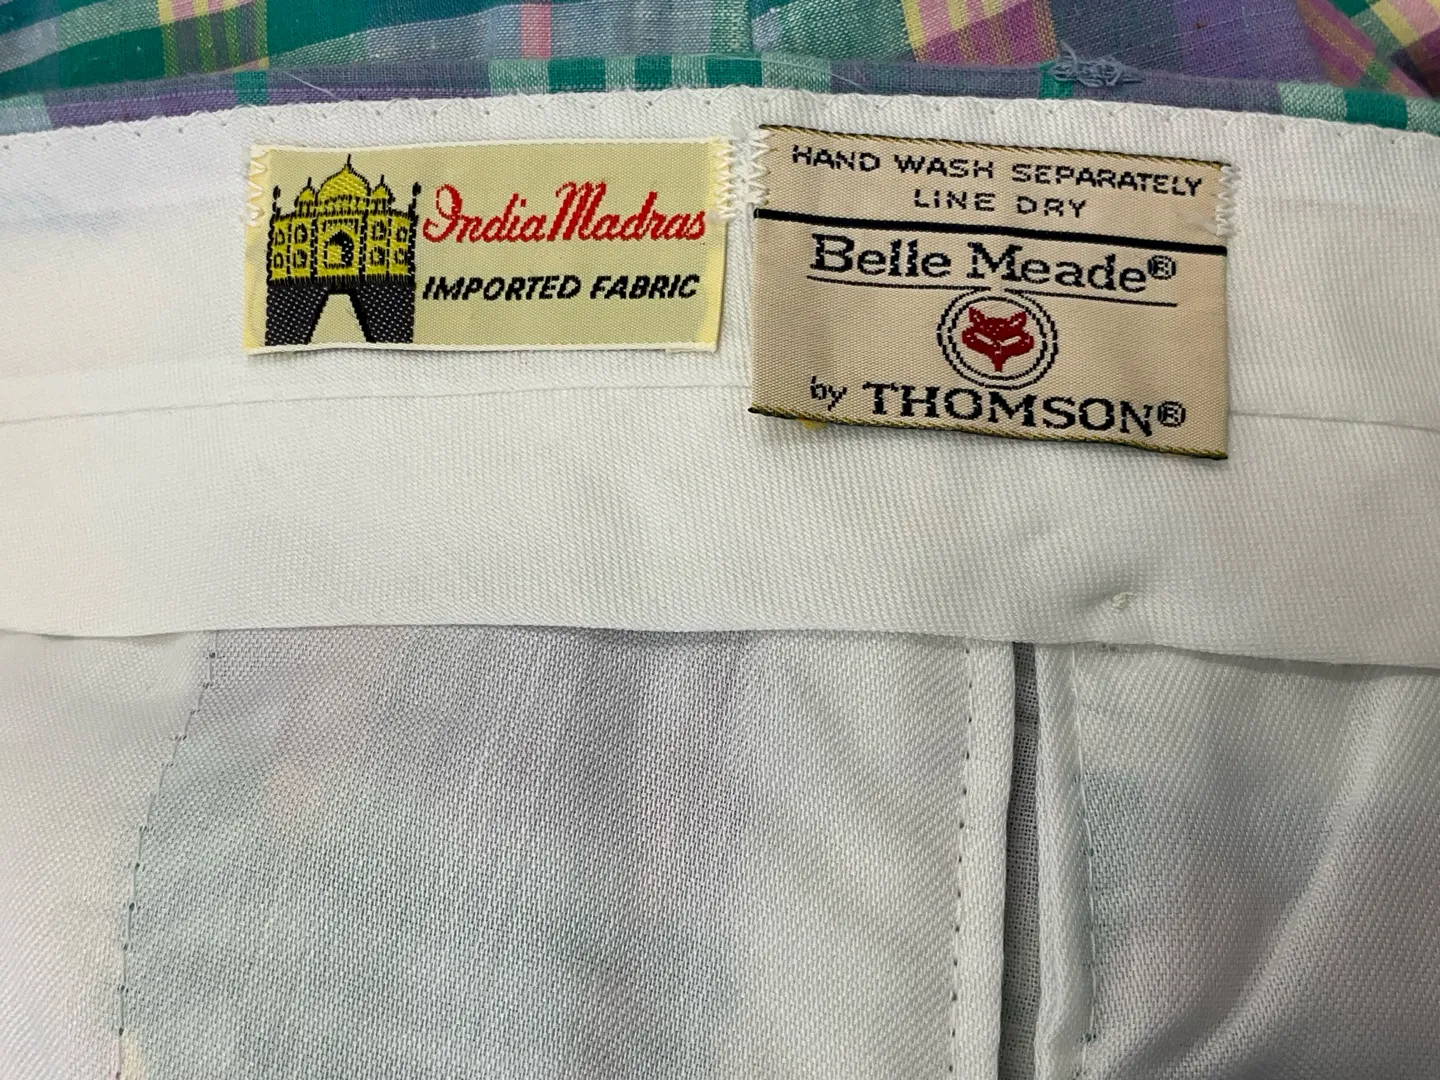 India Madras
IMPORTED FABRIC
HAND WASH SEPARATELY
LINE DRY
Belle Meade®
by THOMSON®